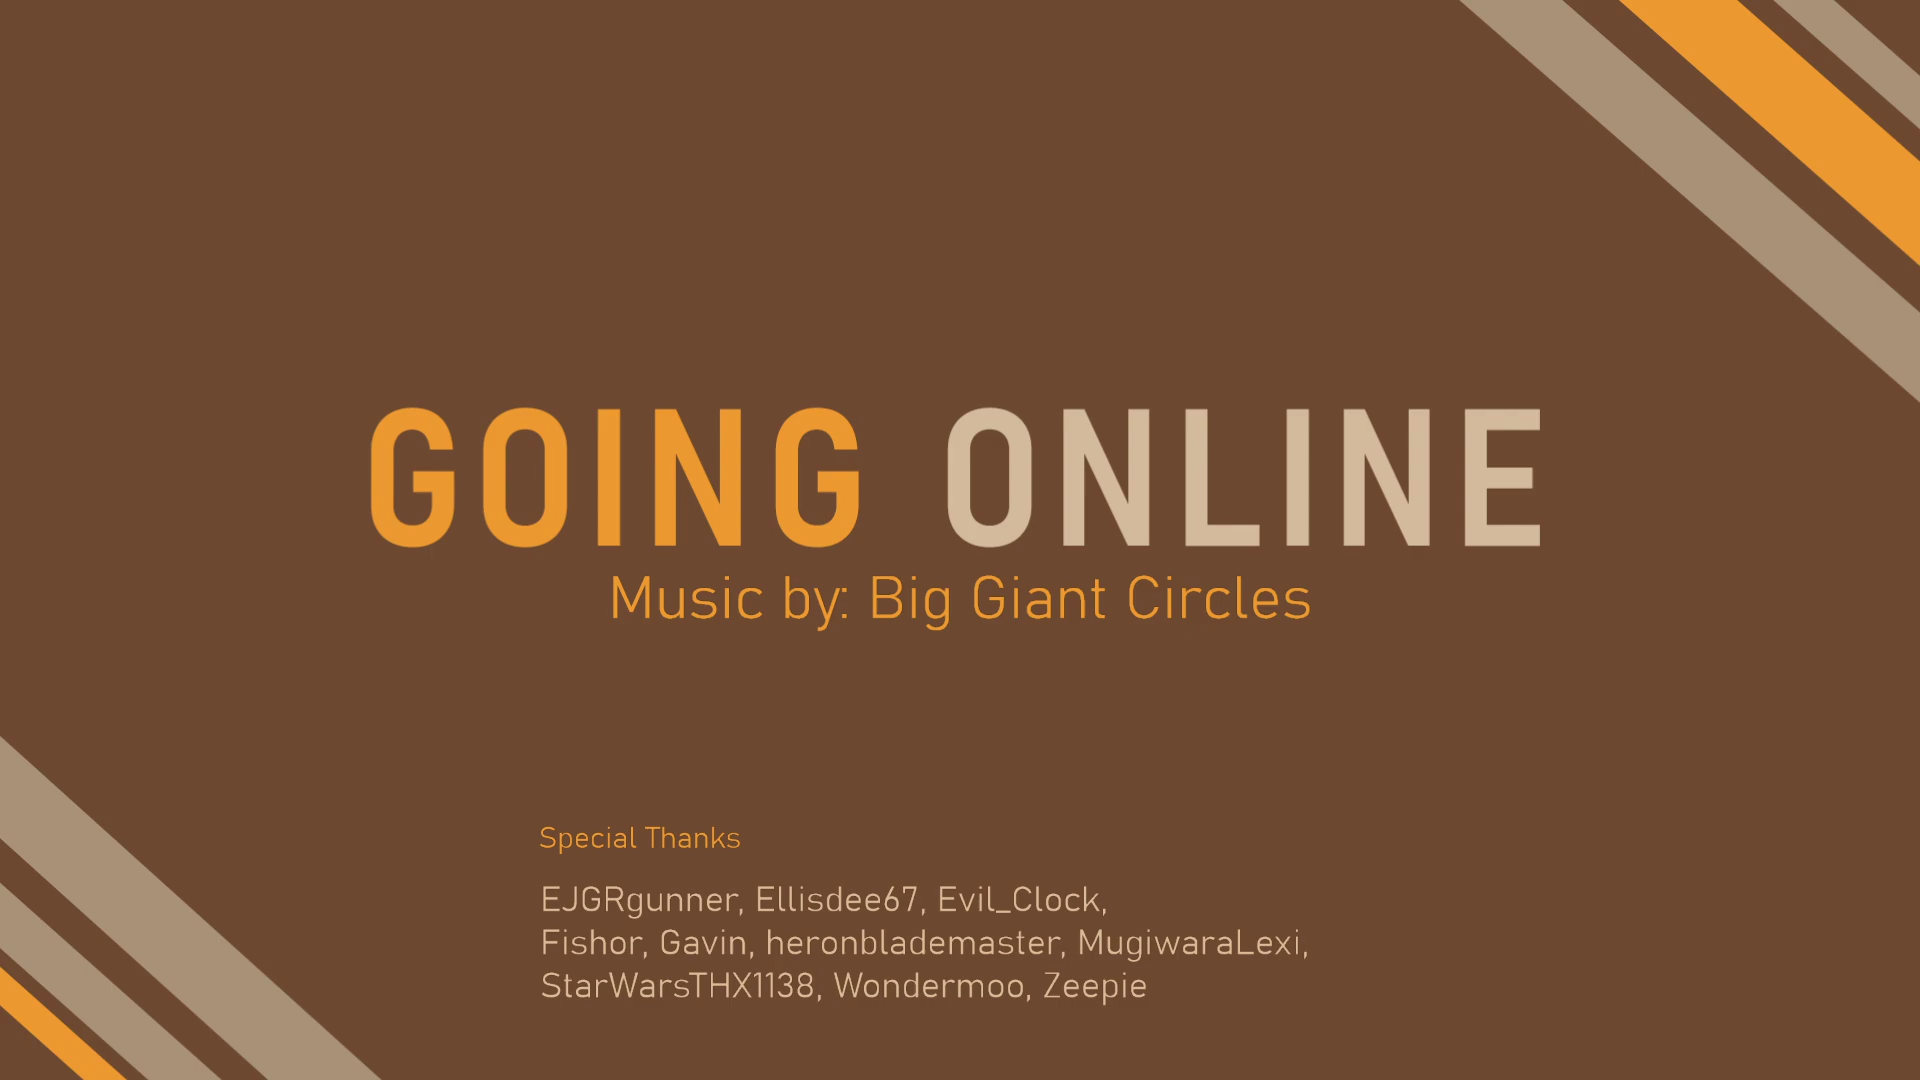 GOING ONLINE
Music by: Big Giant Circles
Special Thanks
EJGRgunner, Ellisdee67, Evil_Clock,
Fishor, Gavin, heronblademaster, MugiwaraLexi,
StarWarsTHX1138, Wondermoo, Zeepie